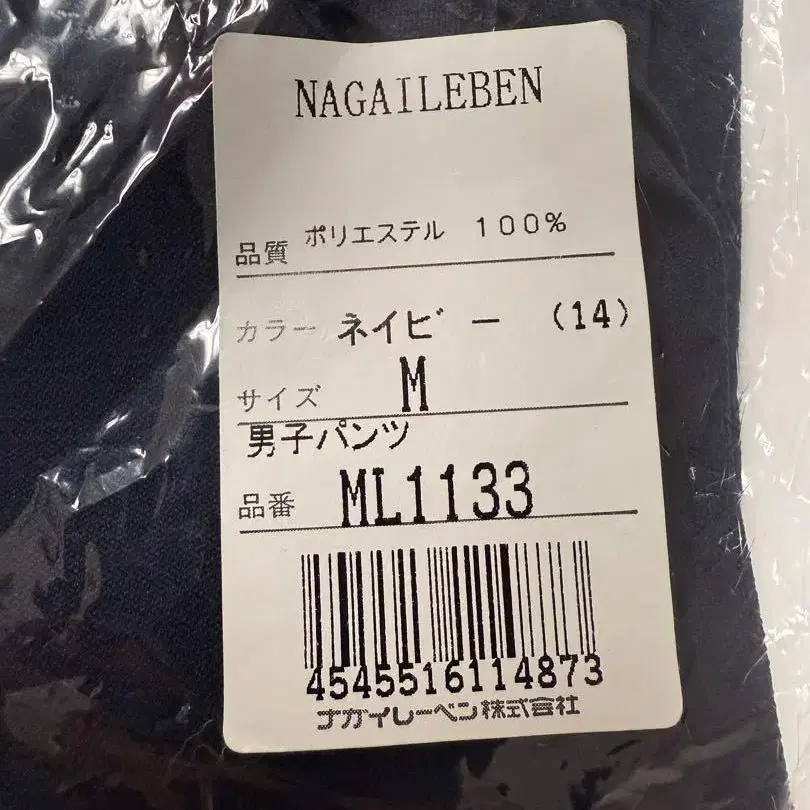 NAGAILEBEN
品質 ポリエステル 100%
カラー ネイビー (14)
サイズ M
男子パンツ
品番 ML1133
4545516114873
ナガイレーベン株式会社